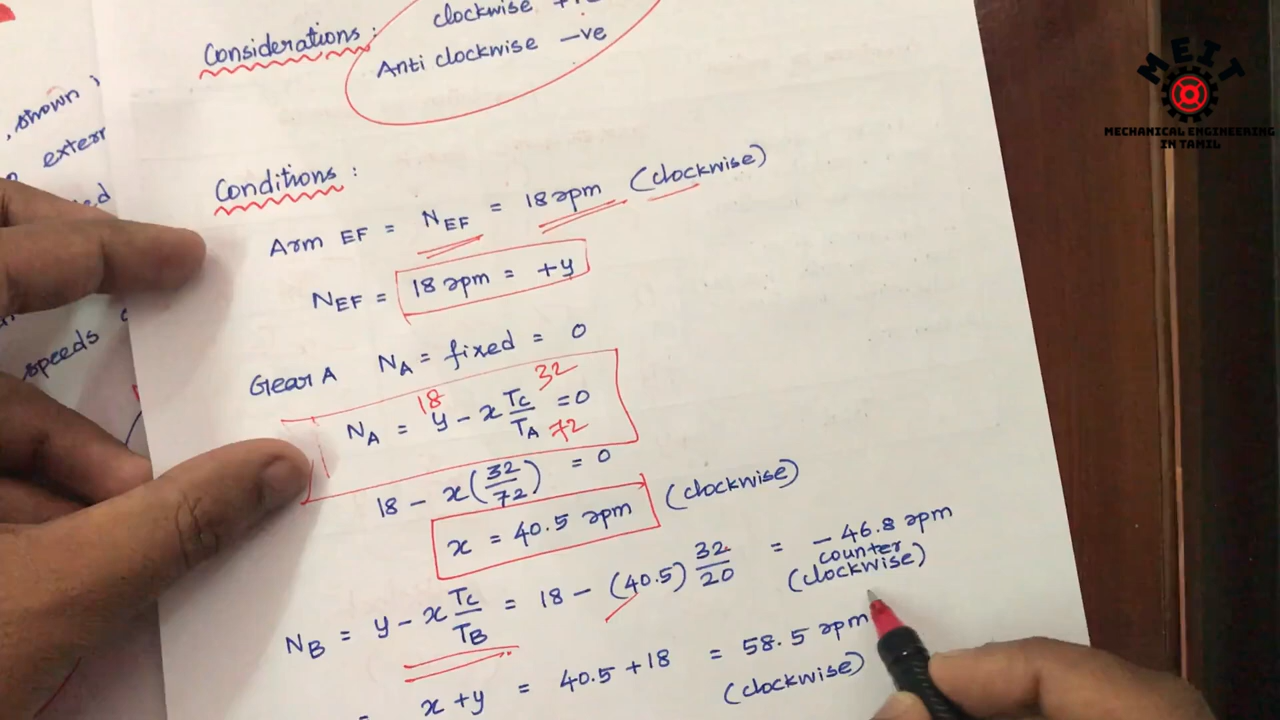 clockwise
Considerations:
Anti clockwise -ve
MEIT
MECHANICAL ENGINEERING
IN TAMIL
, shown
exterr
Conditions:
Arm EF = N_EF = 18 rpm (clockwise)
N_EF = 18 rpm = +y
Gear A N_A = fixed = 0
18 32
N_A = y - x T_C/T_A = 0
72
18 - x(32/72) = 0
x = 40.5 rpm (clockwise)
N_B = y - x T_C/T_B = 18 - (40.5) 32/20 = - 46.8 rpm
counter
(clockwise)
= x+y = 40.5 + 18 = 58.5 rpm
(clockwise)
speeds